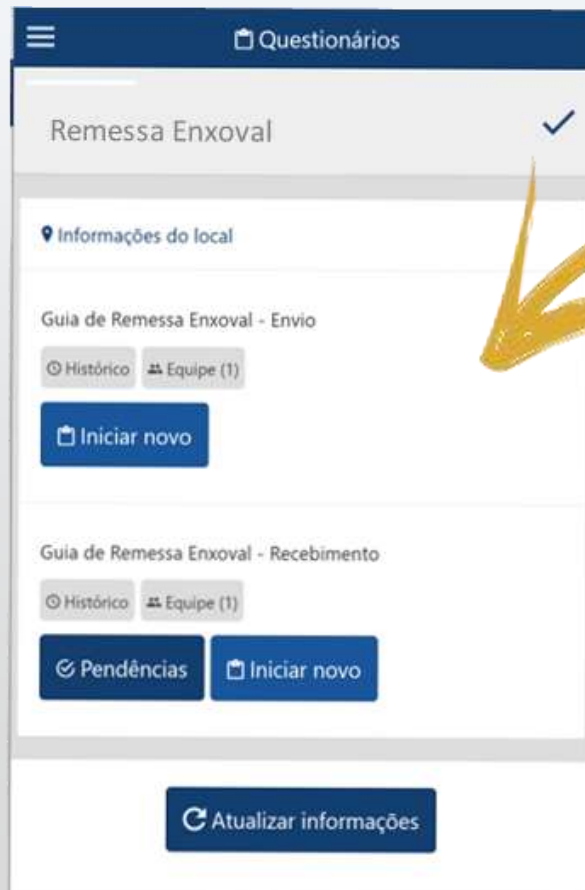 Questionários
Remessa Enxoval
Informações do local
Guia de Remessa Enxoval - Envio
Histórico Equipe (1)
Iniciar novo
Guia de Remessa Enxoval - Recebimento
Histórico Equipe (1)
Pendências Iniciar novo
Atualizar informações